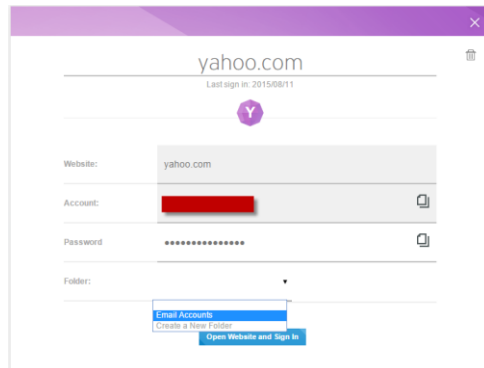 yahoo.com
Last sign in: 2015/08/11
Y
Website: yahoo.com
Account:
Password ●●●●●●●●●●●●●●●
Folder:
Email Accounts
Create a New Folder
Open Website and Sign In